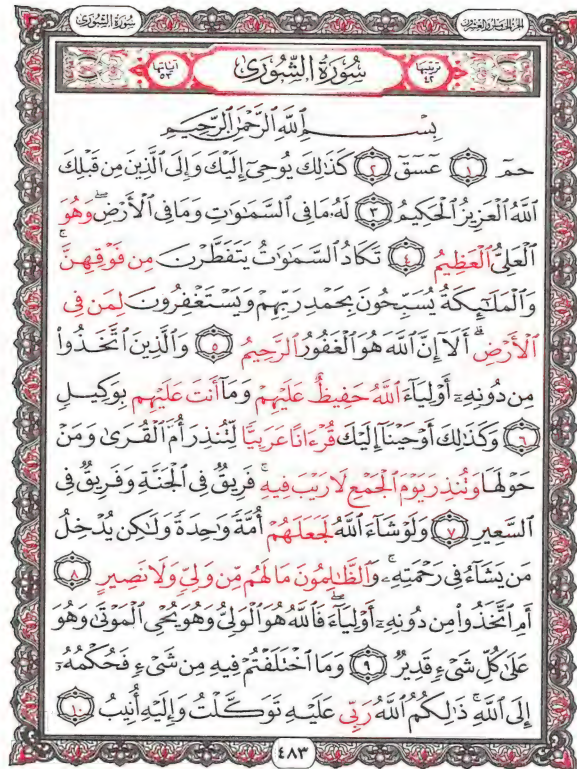 سُورَةُ الشُّورَىٰ
الجزء الخامس والعشرون
ترتيبها ٤٢
سُورَةُ الشُّورَىٰ
آياتها ٥٣
بِسْمِ ٱللَّهِ ٱلرَّحْمَٰنِ ٱلرَّحِيمِ
حمٓ ١ عٓسٓقٓ ٢ كَذَٰلِكَ يُوحِىٓ إِلَيْكَ وَإِلَى ٱلَّذِينَ مِن قَبْلِكَ
ٱللَّهُ ٱلْعَزِيزُ ٱلْحَكِيمُ ٣ لَهُۥ مَا فِى ٱلسَّمَٰوَٰتِ وَمَا فِى ٱلْأَرْضِ ۖ وَهُوَ
ٱلْعَلِىُّ ٱلْعَظِيمُ ٤ تَكَادُ ٱلسَّمَٰوَٰتُ يَتَفَطَّرْنَ مِن فَوْقِهِنَّ ۚ
وَٱلْمَلَٰٓئِكَةُ يُسَبِّحُونَ بِحَمْدِ رَبِّهِمْ وَيَسْتَغْفِرُونَ لِمَن فِى
ٱلْأَرْضِ ۗ أَلَآ إِنَّ ٱللَّهَ هُوَ ٱلْغَفُورُ ٱلرَّحِيمُ ٥ وَٱلَّذِينَ ٱتَّخَذُوا۟
مِن دُونِهِۦٓ أَوْلِيَآءَ ٱللَّهُ حَفِيظٌ عَلَيْهِمْ وَمَآ أَنتَ عَلَيْهِم بِوَكِيلٍ
٦ وَكَذَٰلِكَ أَوْحَيْنَآ إِلَيْكَ قُرْءَانًا عَرَبِيًّا لِّتُنذِرَ أُمَّ ٱلْقُرَىٰ وَمَنْ
حَوْلَهَا وَتُنذِرَ يَوْمَ ٱلْجَمْعِ لَا رَيْبَ فِيهِ ۚ فَرِيقٌ فِى ٱلْجَنَّةِ وَفَرِيقٌ فِى
ٱلسَّعِيرِ ٧ وَلَوْ شَآءَ ٱللَّهُ لَجَعَلَهُمْ أُمَّةً وَٰحِدَةً وَلَٰكِن يُدْخِلُ
مَن يَشَآءُ فِى رَحْمَتِهِۦ ۚ وَٱلظَّٰلِمُونَ مَا لَهُم مِّن وَلِىٍّ وَلَا نَصِيرٍ ٨
أَمِ ٱتَّخَذُوا۟ مِن دُونِهِۦٓ أَوْلِيَآءَ ۖ فَٱللَّهُ هُوَ ٱلْوَلِىُّ وَهُوَ يُحْىِ ٱلْمَوْتَىٰ وَهُوَ
عَلَىٰ كُلِّ شَىْءٍ قَدِيرٌ ٩ وَمَا ٱخْتَلَفْتُمْ فِيهِ مِن شَىْءٍ فَحُكْمُهُۥٓ
إِلَى ٱللَّهِ ۚ ذَٰلِكُمُ ٱللَّهُ رَبِّى عَلَيْهِ تَوَكَّلْتُ وَإِلَيْهِ أُنِيبُ ١٠
٤٨٣